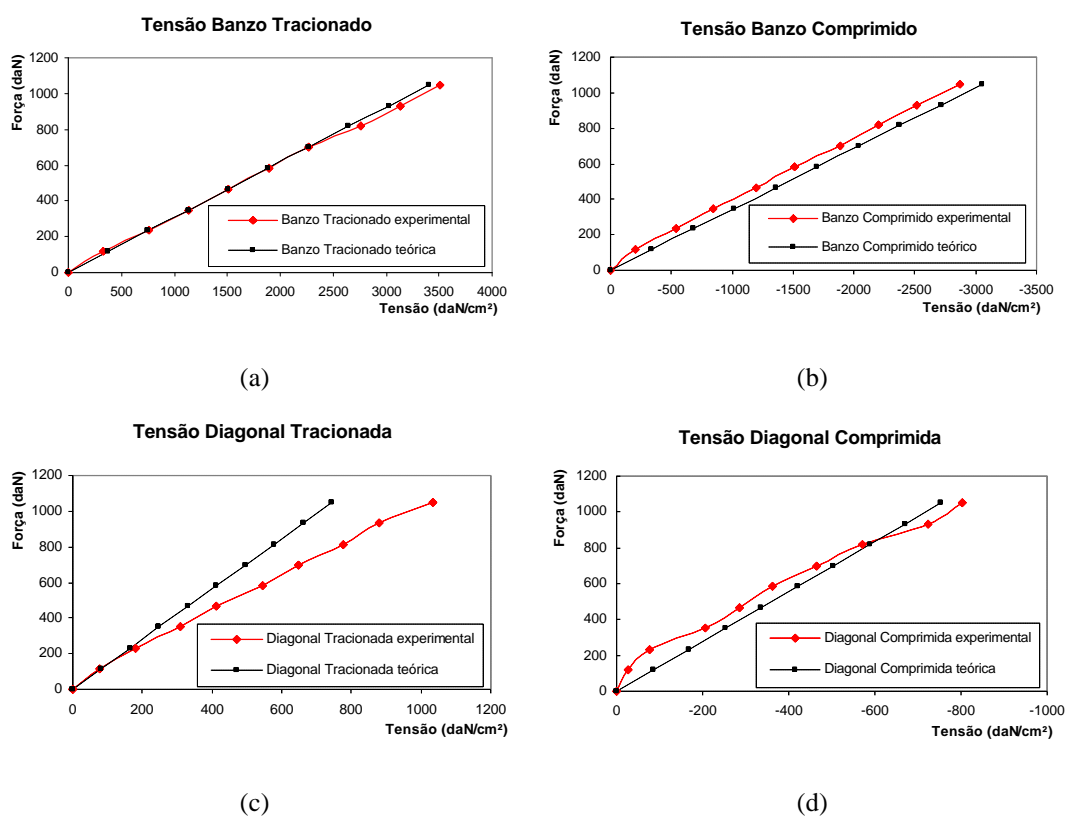 Tensão Banzo Tracionado
Força (daN)
1200
1000
800
600
400
200
0
0 500 1000 1500 2000 2500 3000 3500 4000
Tensão (daN/cm²)
Banzo Tracionado experimental
Banzo Tracionado teórica
(a)
Tensão Banzo Comprimido
Força (daN)
1200
1000
800
600
400
200
0
0 -500 -1000 -1500 -2000 -2500 -3000 -3500
Tensão (daN/cm²)
Banzo Comprimido experimental
Banzo Comprimido teórico
(b)
Tensão Diagonal Tracionada
Força (daN)
1200
1000
800
600
400
200
0
0 200 400 600 800 1000 1200
Tensão (daN/cm²)
Diagonal Tracionada experimental
Diagonal Tracionada teórica
(c)
Tensão Diagonal Comprimida
Força (daN)
1200
1000
800
600
400
200
0
0 -200 -400 -600 -800 -1000
Tensão (daN/cm²)
Diagonal Comprimida experimental
Diagonal Comprimida teórica
(d)